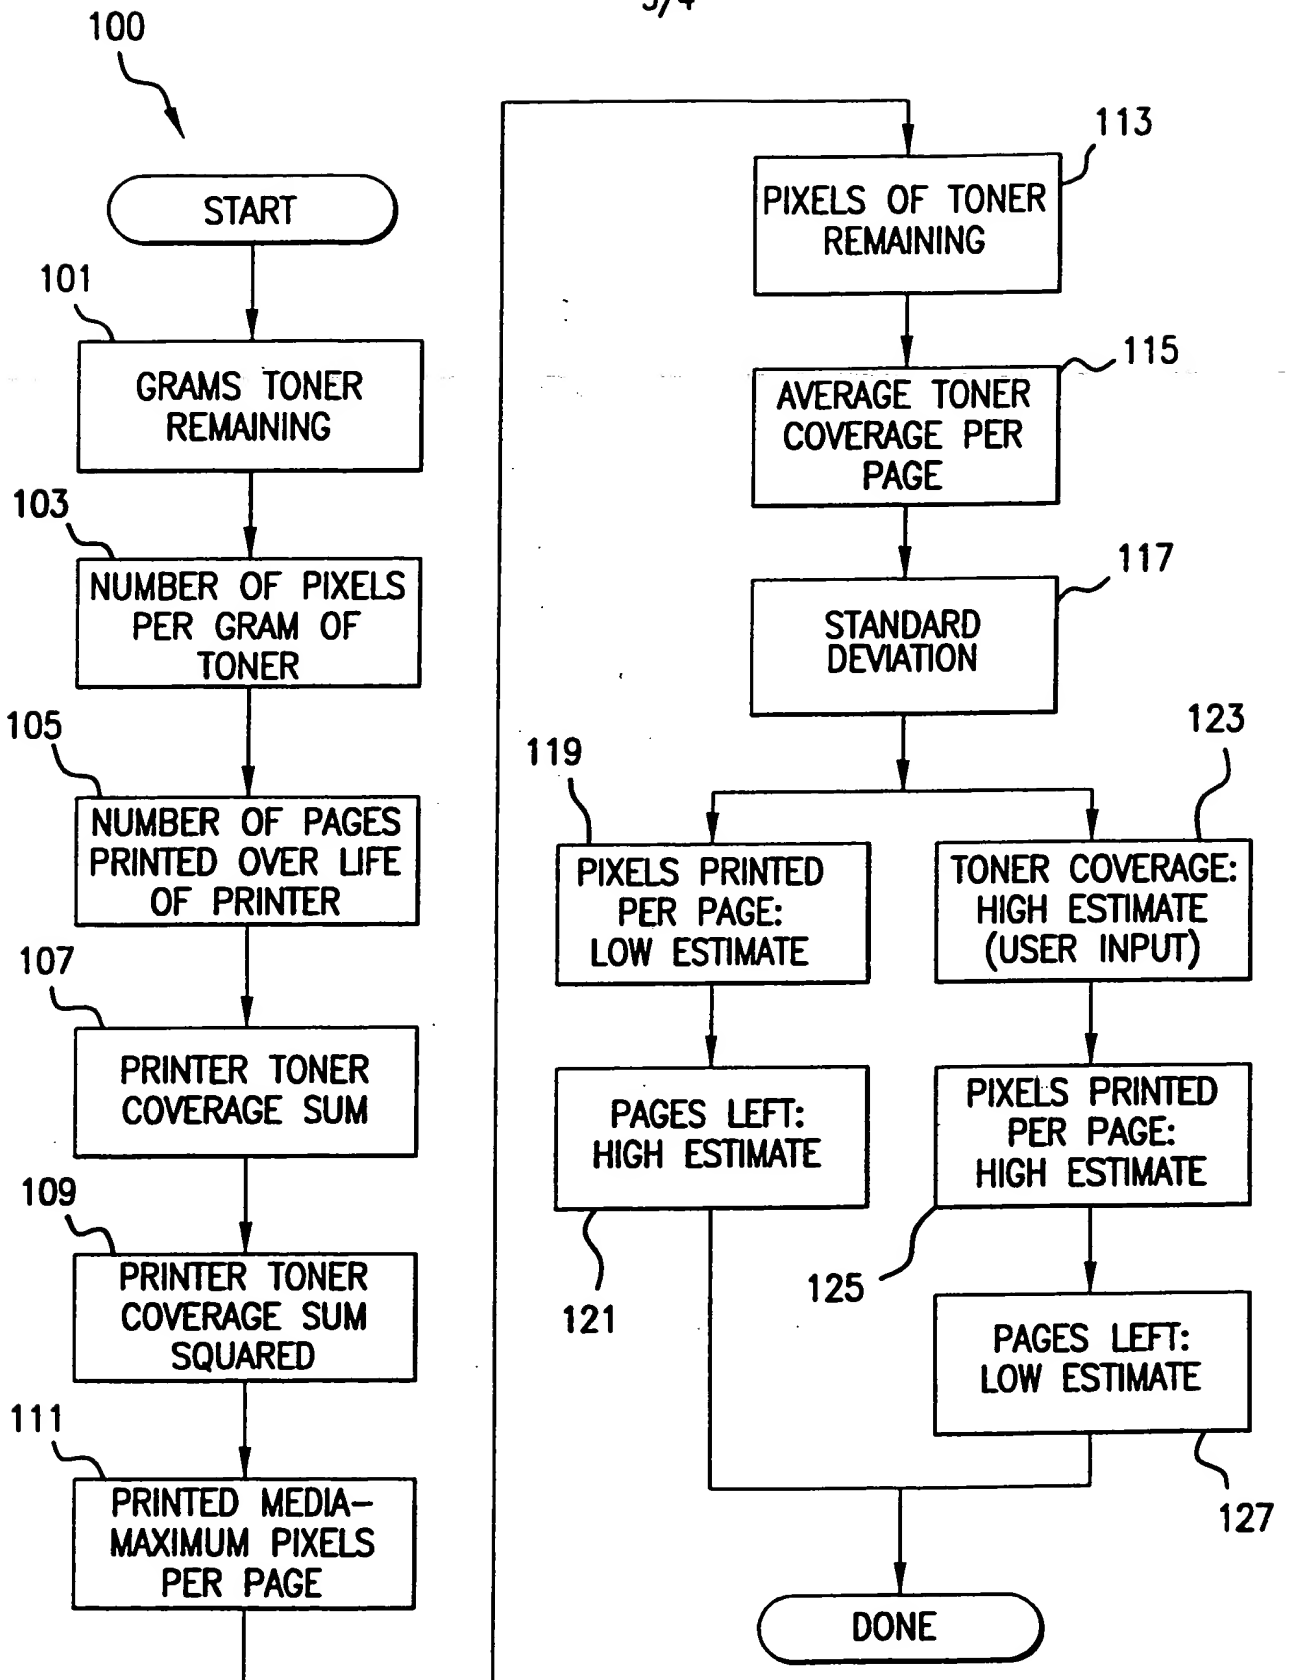 100
START
101
GRAMS TONER
REMAINING
103
NUMBER OF PIXELS
PER GRAM OF
TONER
105
NUMBER OF PAGES
PRINTED OVER LIFE
OF PRINTER
107
PRINTER TONER
COVERAGE SUM
109
PRINTER TONER
COVERAGE SUM
SQUARED
111
PRINTED MEDIA-
MAXIMUM PIXELS
PER PAGE
113
PIXELS OF TONER
REMAINING
115
AVERAGE TONER
COVERAGE PER
PAGE
117
STANDARD
DEVIATION
119
PIXELS PRINTED
PER PAGE:
LOW ESTIMATE
121
PAGES LEFT:
HIGH ESTIMATE
123
TONER COVERAGE:
HIGH ESTIMATE
(USER INPUT)
125
PIXELS PRINTED
PER PAGE:
HIGH ESTIMATE
127
PAGES LEFT:
LOW ESTIMATE
DONE